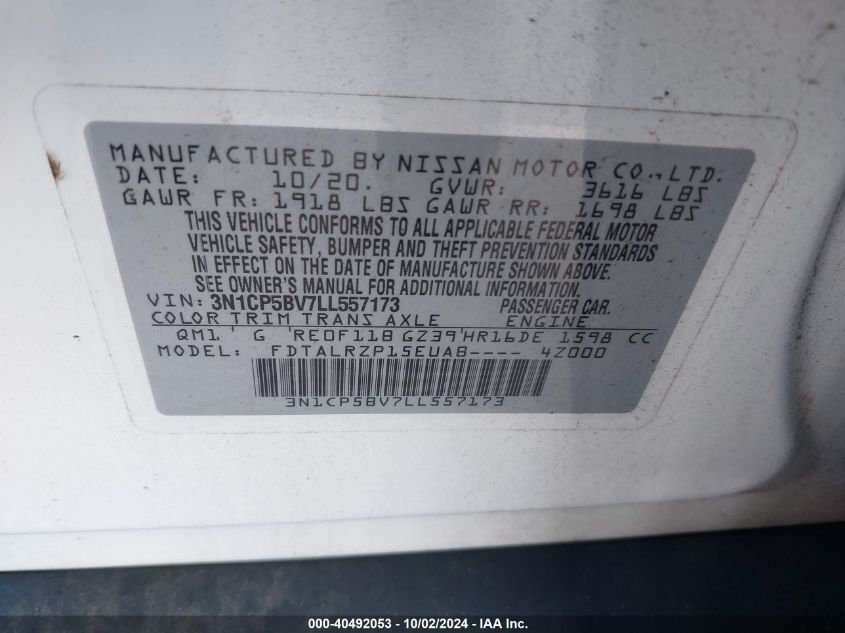 MANUFACTURED BY NISSAN MOTOR CO., LTD.
DATE: 10/20. GVWR: 3616 LBS
GAWR FR: 1918 LBS GAWR RR: 1698 LBS
THIS VEHICLE CONFORMS TO ALL APPLICABLE FEDERAL MOTOR
VEHICLE SAFETY, BUMPER AND THEFT PREVENTION STANDARDS
IN EFFECT ON THE DATE OF MANUFACTURE SHOWN ABOVE.
SEE OWNER'S MANUAL FOR ADDITIONAL INFORMATION.
VIN: 3N1CP5BV7LL557173 PASSENGER CAR.
COLOR TRIM TRANS AXLE ENGINE
QM1 ' G 'RE0F11B GZ39'HR16DE 1598 CC
MODEL: FDTALRZP15EUAB---- 4Z000
3N1CP5BV7LL557173
000-40492053 - 10/02/2024 - IAA Inc.